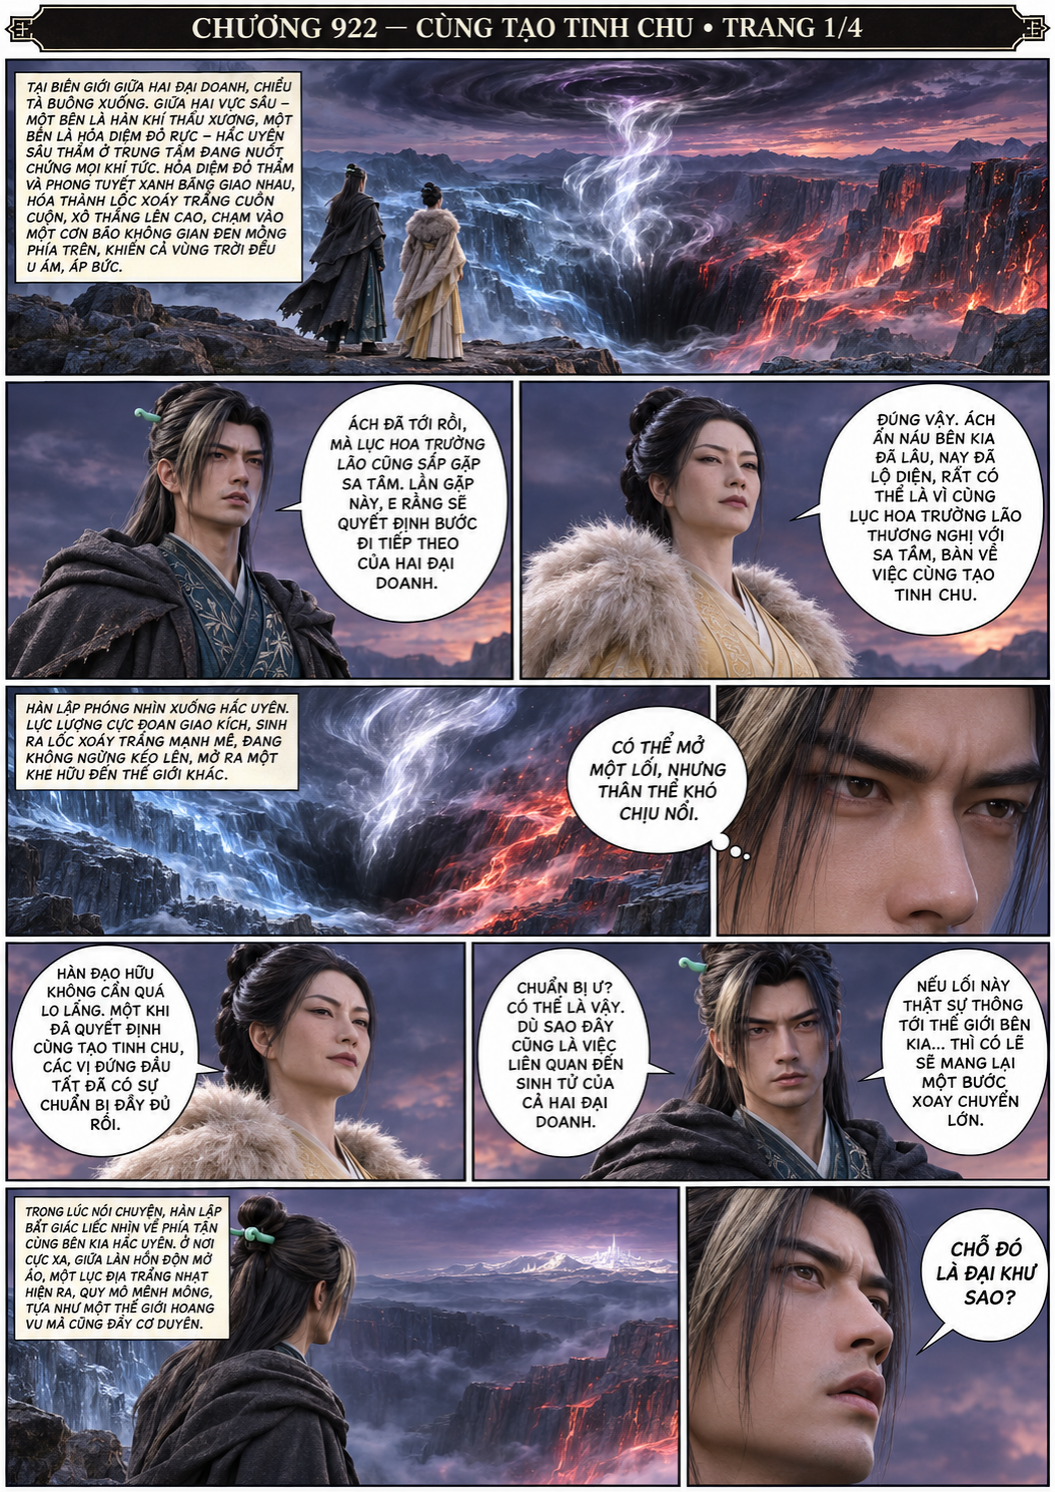 CHƯƠNG 922 — CÙNG TẠO TINH CHU • TRANG 1/4
TẠI BIÊN GIỚI GIỮA HAI ĐẠI DOANH, CHIỀU
TÀ BUÔNG XUỐNG. GIỮA HAI VỰC SÂU –
MỘT BÊN LÀ HÀN KHÍ THẤU XƯƠNG, MỘT
BÊN LÀ HỎA DIỆM ĐỎ RỰC – HẮC UYÊN
SÂU THẲM Ở TRUNG TÂM ĐANG NUỐT
CHỬNG MỌI KHÍ TỨC. HỎA DIỆM ĐỎ THẪM
VÀ PHONG TUYẾT XANH BĂNG GIAO NHAU,
HÓA THÀNH LỐC XOÁY TRẮNG CUỒN
CUỘN, XÔ THẲNG LÊN CAO, CHẠM VÀO
MỘT CƠN BÃO KHÔNG GIAN ĐEN MỎNG
PHÍA TRÊN, KHIẾN CẢ VÙNG TRỜI ĐỀU
U ÁM, ÁP BỨC.
ÁCH ĐÃ TỚI RỒI,
MÀ LỤC HOA TRƯỜNG
LÃO CŨNG SẮP GẶP
SA TÂM. LẦN GẶP
NÀY, E RẰNG SẼ
QUYẾT ĐỊNH BƯỚC
ĐI TIẾP THEO
CỦA HAI ĐẠI
DOANH.
ĐÚNG VẬY. ÁCH
ẨN NÁU BÊN KIA
ĐÃ LÂU, NAY ĐÃ
LỘ DIỆN, RẤT CÓ
THỂ LÀ VÌ CÙNG
LỤC HOA TRƯỜNG LÃO
THƯƠNG NGHỊ VỚI
SA TÂM, BÀN VỀ
VIỆC CÙNG TẠO
TINH CHU.
HÀN LẬP PHÓNG NHÌN XUỐNG HẮC UYÊN.
LỰC LƯỢNG CỰC ĐOAN GIAO KÍCH, SINH
RA LỐC XOÁY TRẮNG MẠNH MẼ, ĐANG
KHÔNG NGỪNG KÉO LÊN, MỞ RA MỘT
KHE HỮU ĐẾN THẾ GIỚI KHÁC.
CÓ THỂ MỞ
MỘT LỐI, NHƯNG
THÂN THỂ KHÓ
CHỊU NỔI.
HÀN ĐẠO HỮU
KHÔNG CẦN QUÁ
LO LẮNG. MỘT KHI
ĐÃ QUYẾT ĐỊNH
CÙNG TẠO TINH CHU,
CÁC VỊ ĐỨNG ĐẦU
TẤT ĐÃ CÓ SỰ
CHUẨN BỊ ĐẦY ĐỦ
RỒI.
CHUẨN BỊ Ư?
CÓ THỂ LÀ VẬY.
DÙ SAO ĐÂY
CŨNG LÀ VIỆC
LIÊN QUAN ĐẾN
SINH TỬ CỦA
CẢ HAI ĐẠI
DOANH.
NẾU LỐI NÀY
THẬT SỰ THÔNG
TỚI THẾ GIỚI BÊN
KIA... THÌ CÓ LẼ
SẼ MANG LẠI
MỘT BƯỚC
XOAY CHUYỂN
LỚN.
TRONG LÚC NÓI CHUYỆN, HÀN LẬP
BẤT GIÁC LIẾC NHÌN VỀ PHÍA TẬN
CÙNG BÊN KIA HẮC UYÊN. Ở NƠI
CỰC XA, GIỮA LÀN HỖN ĐỘN MỜ
ẢO, MỘT LỤC ĐỊA TRẮNG NHẠT
HIỆN RA, QUY MÔ MÊNH MÔNG,
TỰA NHƯ MỘT THẾ GIỚI HOANG
VU MÀ CŨNG ĐẦY CƠ DUYÊN.
CHỖ ĐÓ
LÀ ĐẠI KHƯ
SAO?